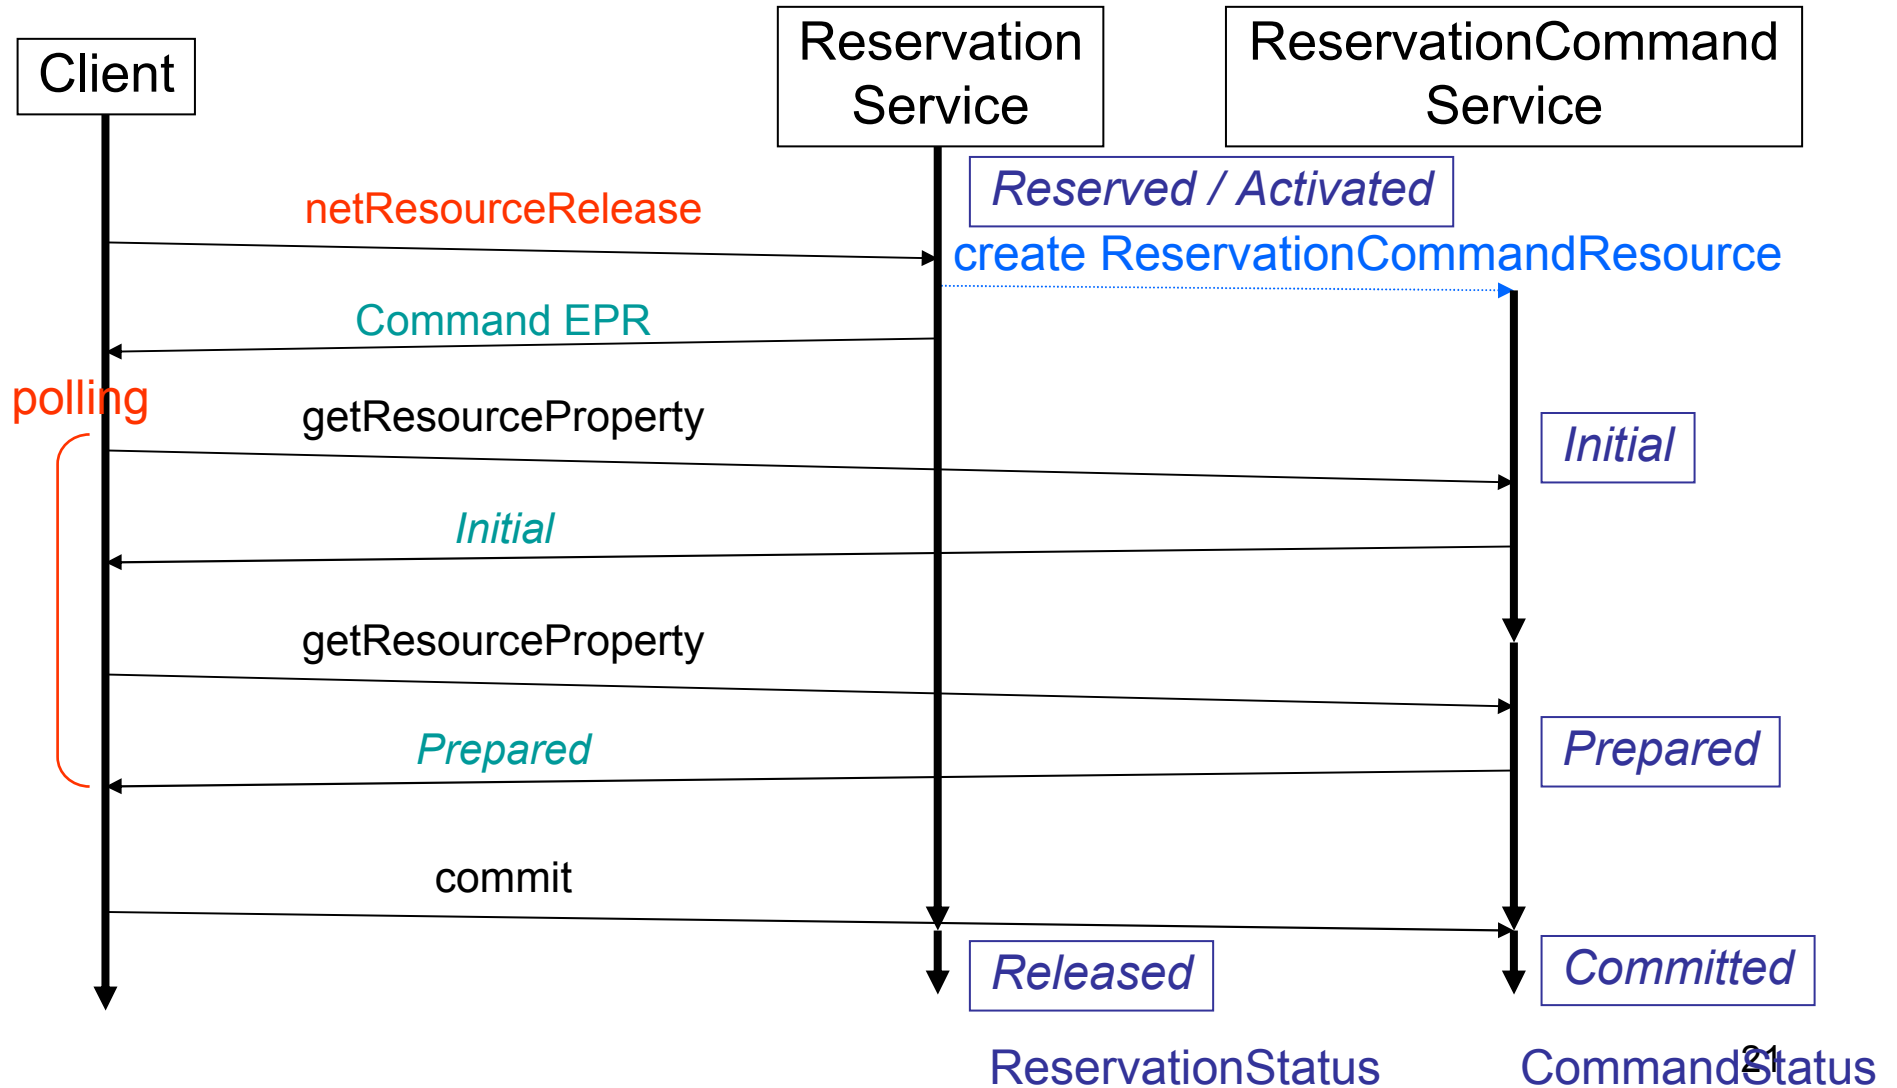 Client
Reservation
Service
ReservationCommand
Service
Reserved / Activated
netResourceRelease
create ReservationCommandResource
Command EPR
polling
getResourceProperty
Initial
Initial
getResourceProperty
Prepared
Prepared
commit
Released
Committed
ReservationStatus
CommandStatus
21